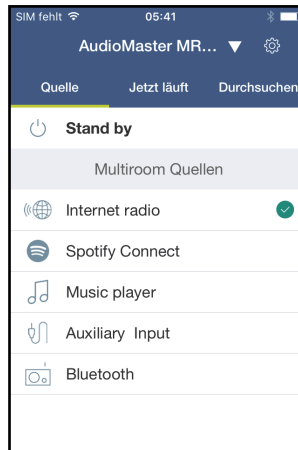 SIM fehlt 05:41
AudioMaster MR... ▼
Quelle Jetzt läuft Durchsuchen
Stand by
Multiroom Quellen
Internet radio
Spotify Connect
Music player
Auxiliary Input
Bluetooth